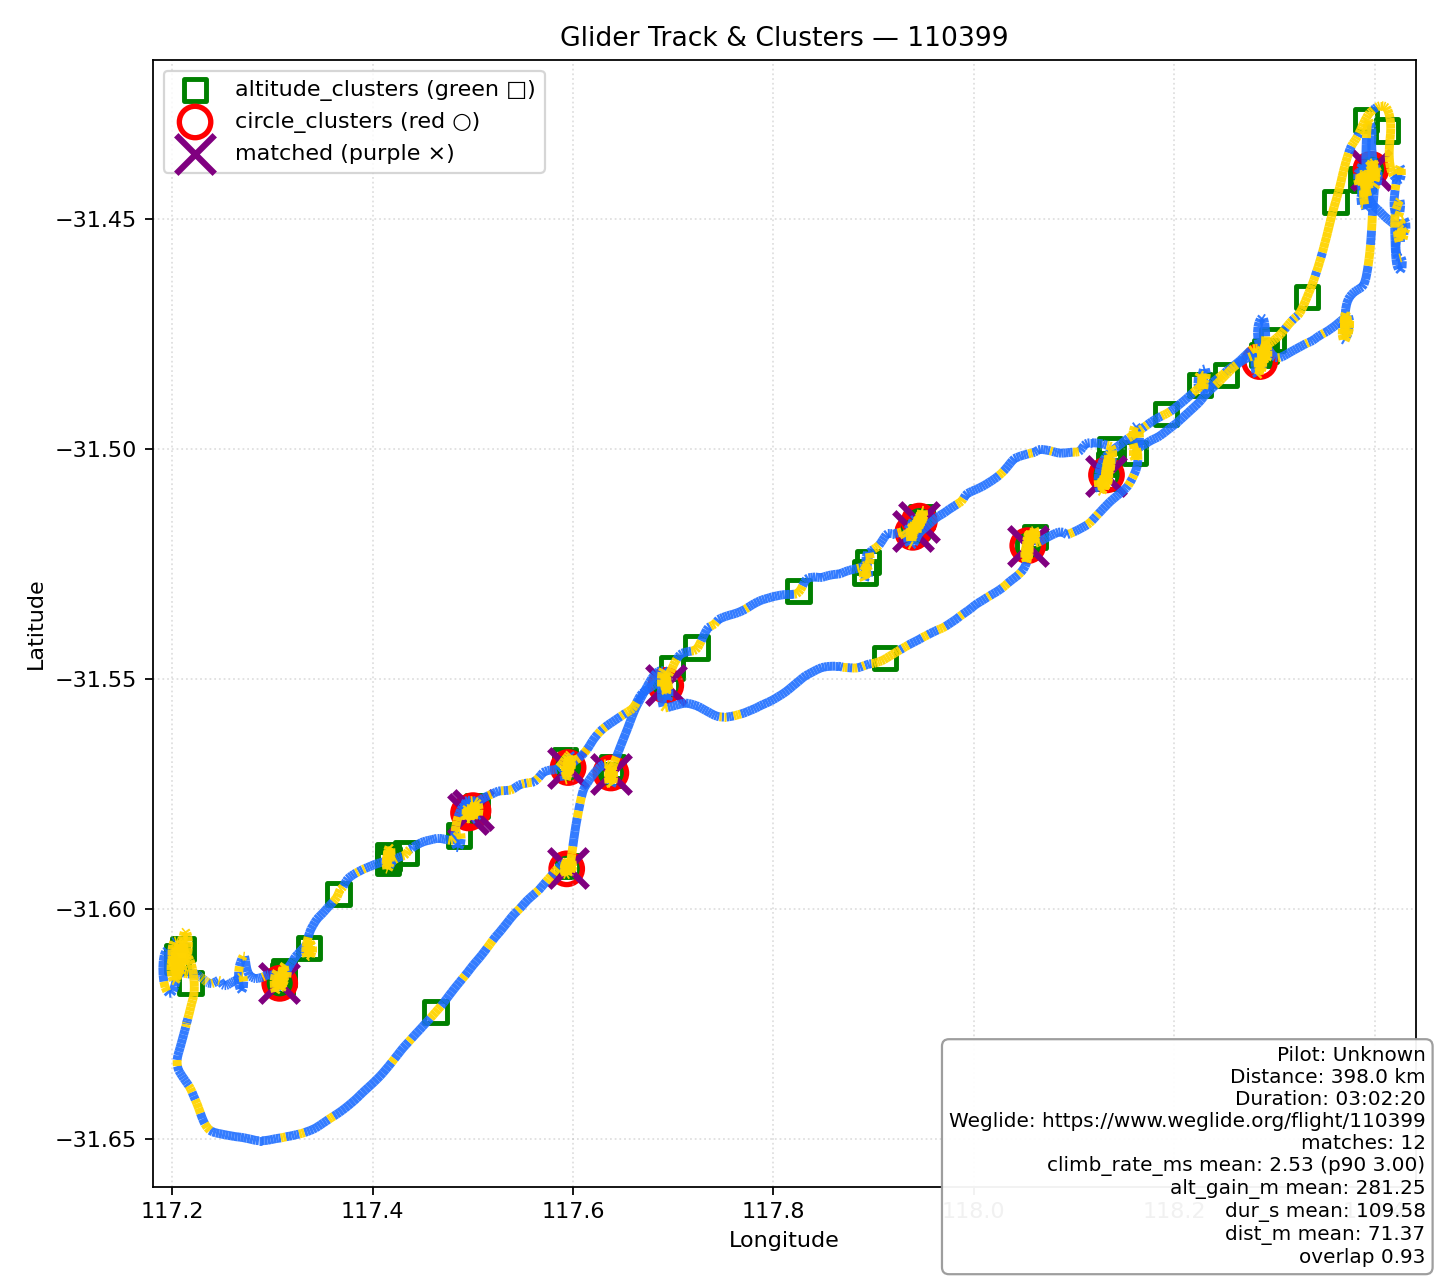 Glider Track & Clusters — 110399
altitude_clusters (green □)
circle_clusters (red ○)
matched (purple ×)
Latitude
−31.45
−31.50
−31.55
−31.60
−31.65
117.2 117.4 117.6 117.8 118.0 118.2
Longitude
Pilot: Unknown
Distance: 398.0 km
Duration: 03:02:20
Weglide: https://www.weglide.org/flight/110399
matches: 12
climb_rate_ms mean: 2.53 (p90 3.00)
alt_gain_m mean: 281.25
dur_s mean: 109.58
dist_m mean: 71.37
overlap 0.93